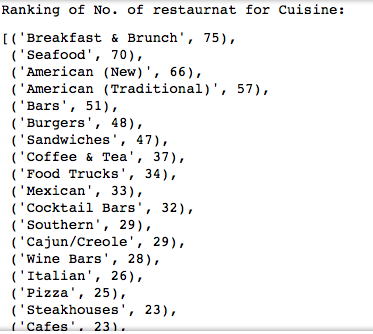 Ranking of No. of restaurnat for Cuisine:
[('Breakfast & Brunch', 75),
('Seafood', 70),
('American (New)', 66),
('American (Traditional)', 57),
('Bars', 51),
('Burgers', 48),
('Sandwiches', 47),
('Coffee & Tea', 37),
('Food Trucks', 34),
('Mexican', 33),
('Cocktail Bars', 32),
('Southern', 29),
('Cajun/Creole', 29),
('Wine Bars', 28),
('Italian', 26),
('Pizza', 25),
('Steakhouses', 23),
('Cafes', 23),